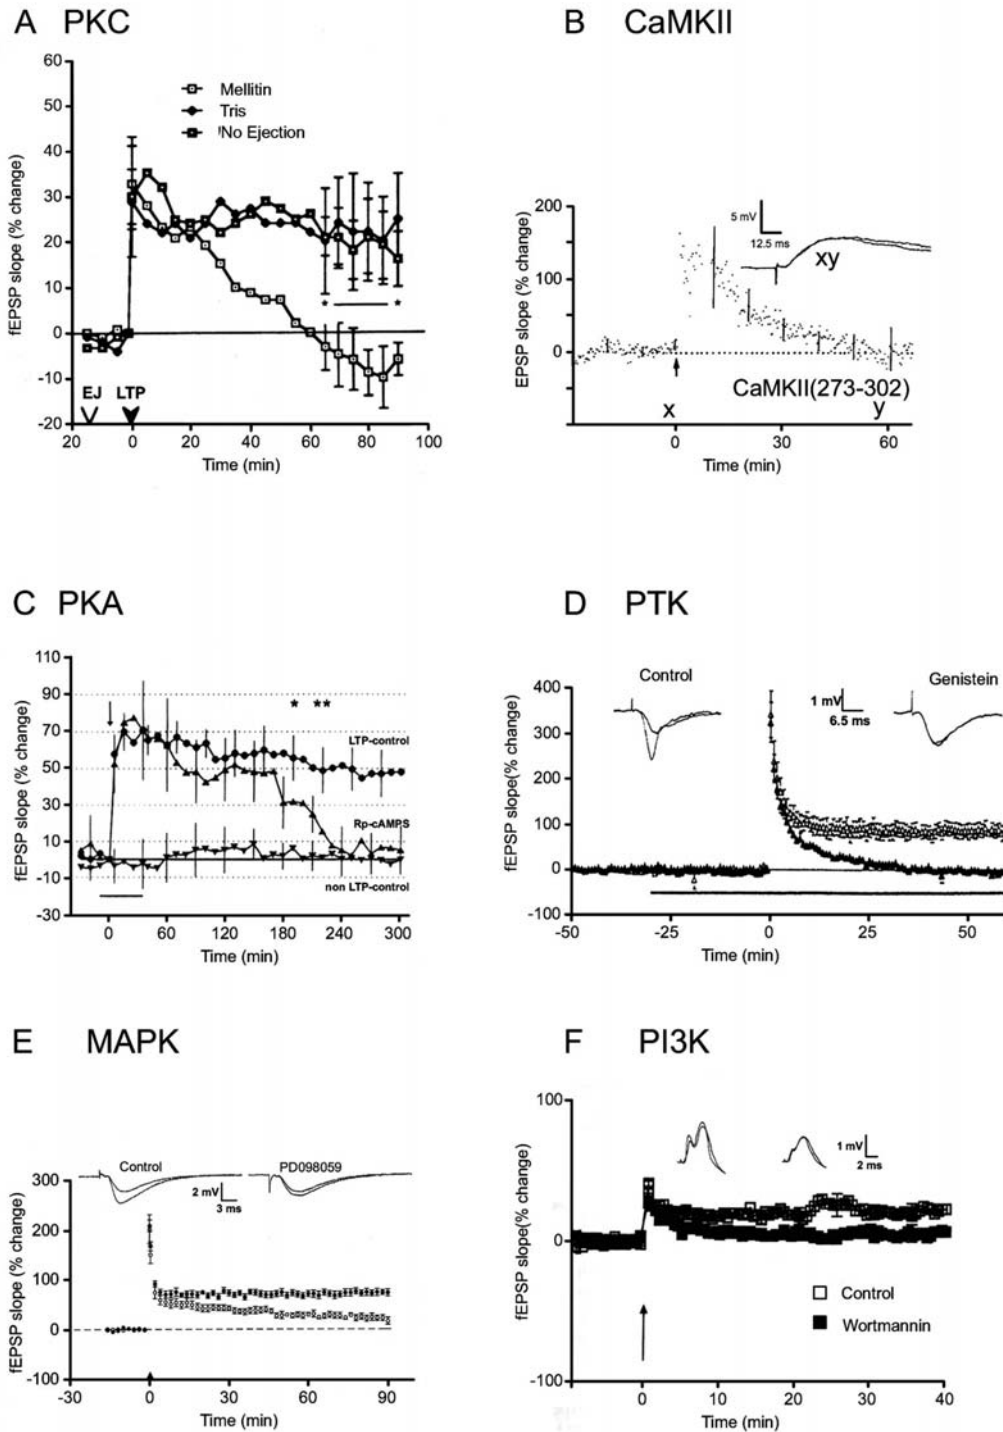 A PKC
60
50
40
30
20
10
0
-10
-20
fEPSP slope (% change)
Mellitin
Tris
No Ejection
*
*
EJ
LTP
20 0 20 40 60 80 100
Time (min)
B CaMKII
200
100
0
EPSP slope (% change)
5 mV
12.5 ms
xy
CaMKII(273-302)
x
y
0 30 60
Time (min)
C PKA
110
90
70
50
30
10
-10
-30
fEPSP slope (% change)
*
**
LTP-control
Rp-cAMPS
non LTP-control
0 60 120 180 240 300
Time (min)
D PTK
400
300
200
100
0
-100
fEPSP slope(% change)
Control
1 mV
6.5 ms
Genistein
-50 -25 0 25 50
Time (min)
E MAPK
300
200
100
0
-100
fEPSP slope (% change)
Control
2 mV
3 ms
PD098059
-30 0 30 60 90
Time (min)
F PI3K
100
0
-100
fEPSP slope(% change)
1 mV
2 ms
Control
Wortmannin
0 10 20 30 40
Time (min)